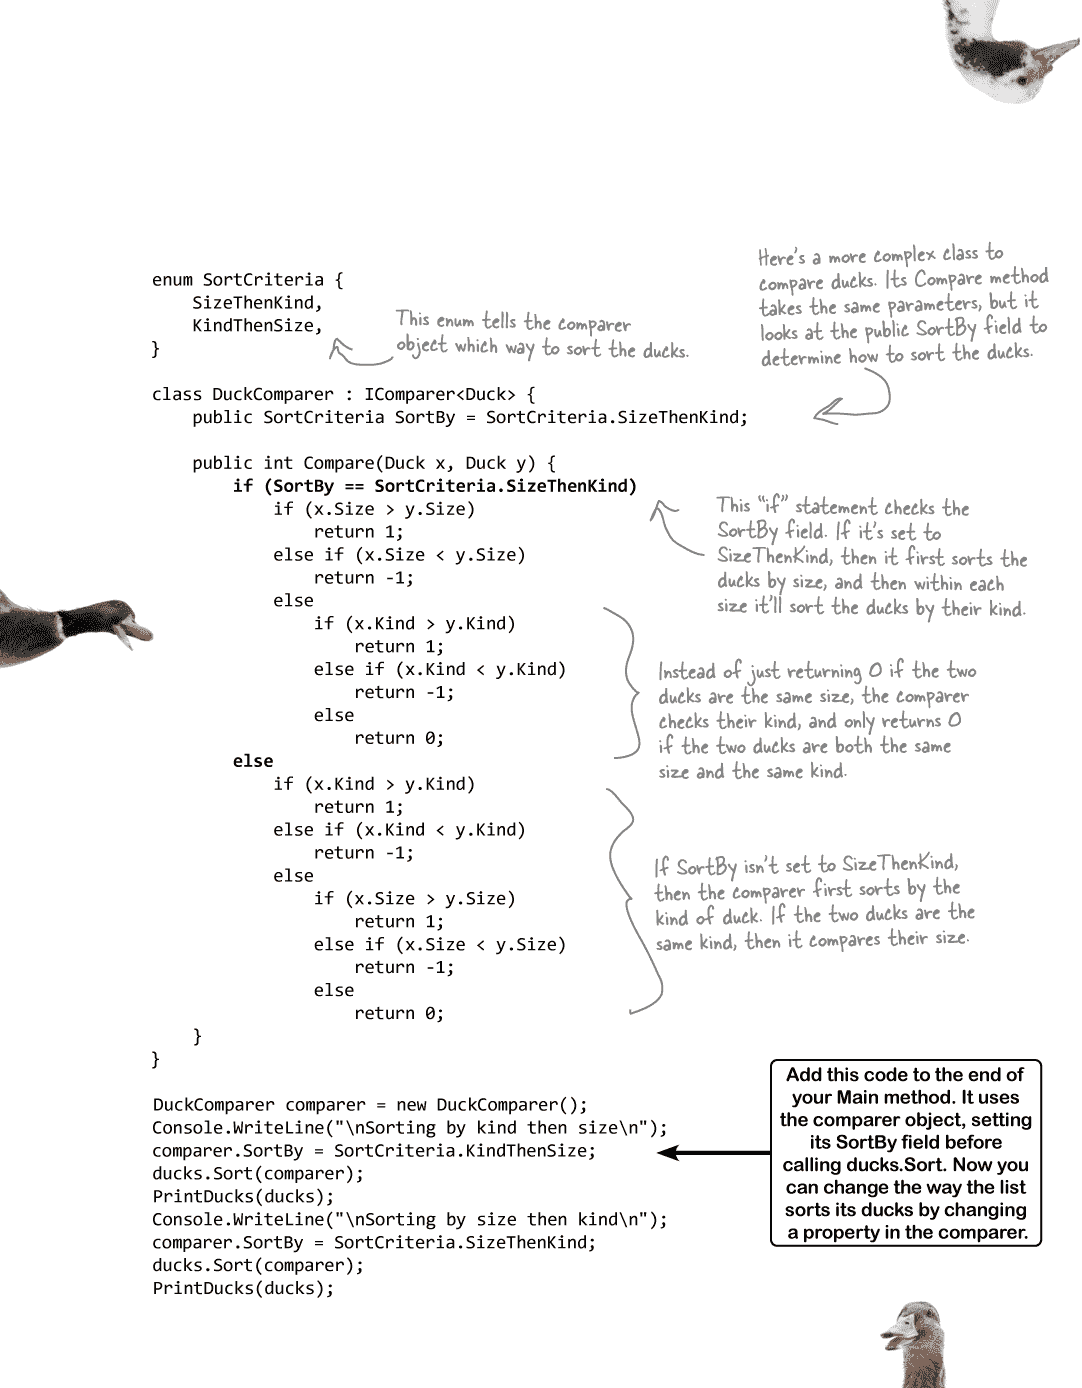 Here's a more complex class to
compare ducks. Its Compare method
takes the same parameters, but it
looks at the public SortBy field to
determine how to sort the ducks.
enum SortCriteria {
    SizeThenKind,
    KindThenSize,
}
This enum tells the comparer
object which way to sort the ducks.
class DuckComparer : IComparer<Duck> {
    public SortCriteria SortBy = SortCriteria.SizeThenKind;
    public int Compare(Duck x, Duck y) {
        if (SortBy == SortCriteria.SizeThenKind)
            if (x.Size > y.Size)
                return 1;
            else if (x.Size < y.Size)
                return -1;
            else
                if (x.Kind > y.Kind)
                    return 1;
                else if (x.Kind < y.Kind)
                    return -1;
                else
                    return 0;
        else
            if (x.Kind > y.Kind)
                return 1;
            else if (x.Kind < y.Kind)
                return -1;
            else
                if (x.Size > y.Size)
                    return 1;
                else if (x.Size < y.Size)
                    return -1;
                else
                    return 0;
    }
}
This "if" statement checks the
SortBy field. If it's set to
SizeThenKind, then it first sorts the
ducks by size, and then within each
size it'll sort the ducks by their kind.
Instead of just returning 0 if the two
ducks are the same size, the comparer
checks their kind, and only returns 0
if the two ducks are both the same
size and the same kind.
If SortBy isn't set to SizeThenKind,
then the comparer first sorts by the
kind of duck. If the two ducks are the
same kind, then it compares their size.
DuckComparer comparer = new DuckComparer();
Console.WriteLine("\nSorting by kind then size\n");
comparer.SortBy = SortCriteria.KindThenSize;
ducks.Sort(comparer);
PrintDucks(ducks);
Console.WriteLine("\nSorting by size then kind\n");
comparer.SortBy = SortCriteria.SizeThenKind;
ducks.Sort(comparer);
PrintDucks(ducks);
Add this code to the end of
your Main method. It uses
the comparer object, setting
its SortBy field before
calling ducks.Sort. Now you
can change the way the list
sorts its ducks by changing
a property in the comparer.